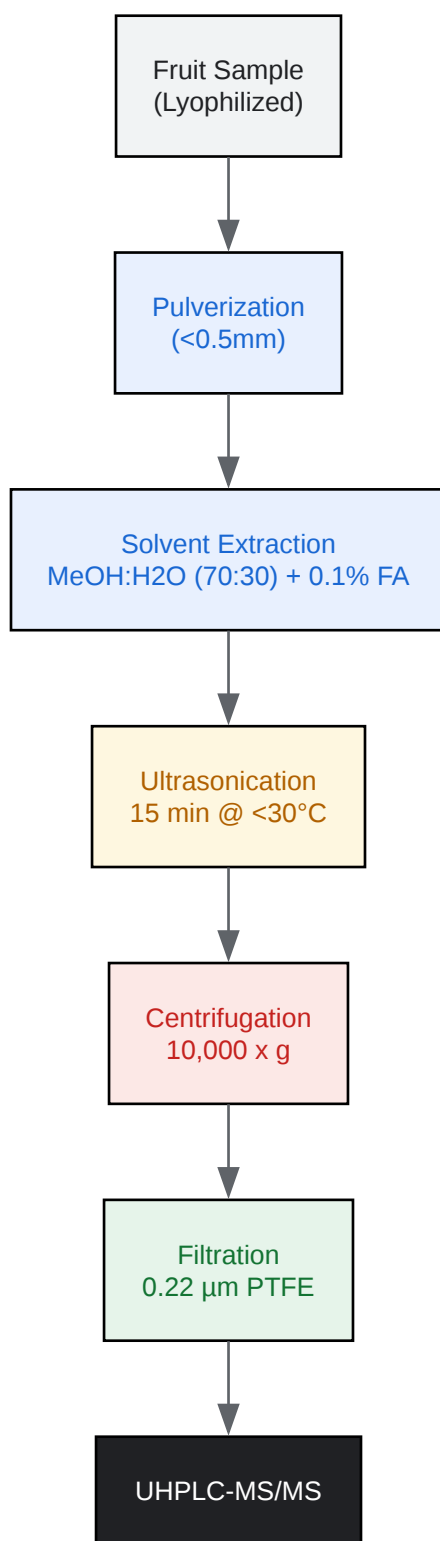 Fruit Sample
(Lyophilized)
Pulverization
(<0.5mm)
Solvent Extraction
MeOH:H2O (70:30) + 0.1% FA
Ultrasonication
15 min @ <30°C
Centrifugation
10,000 x g
Filtration
0.22 µm PTFE
UHPLC-MS/MS